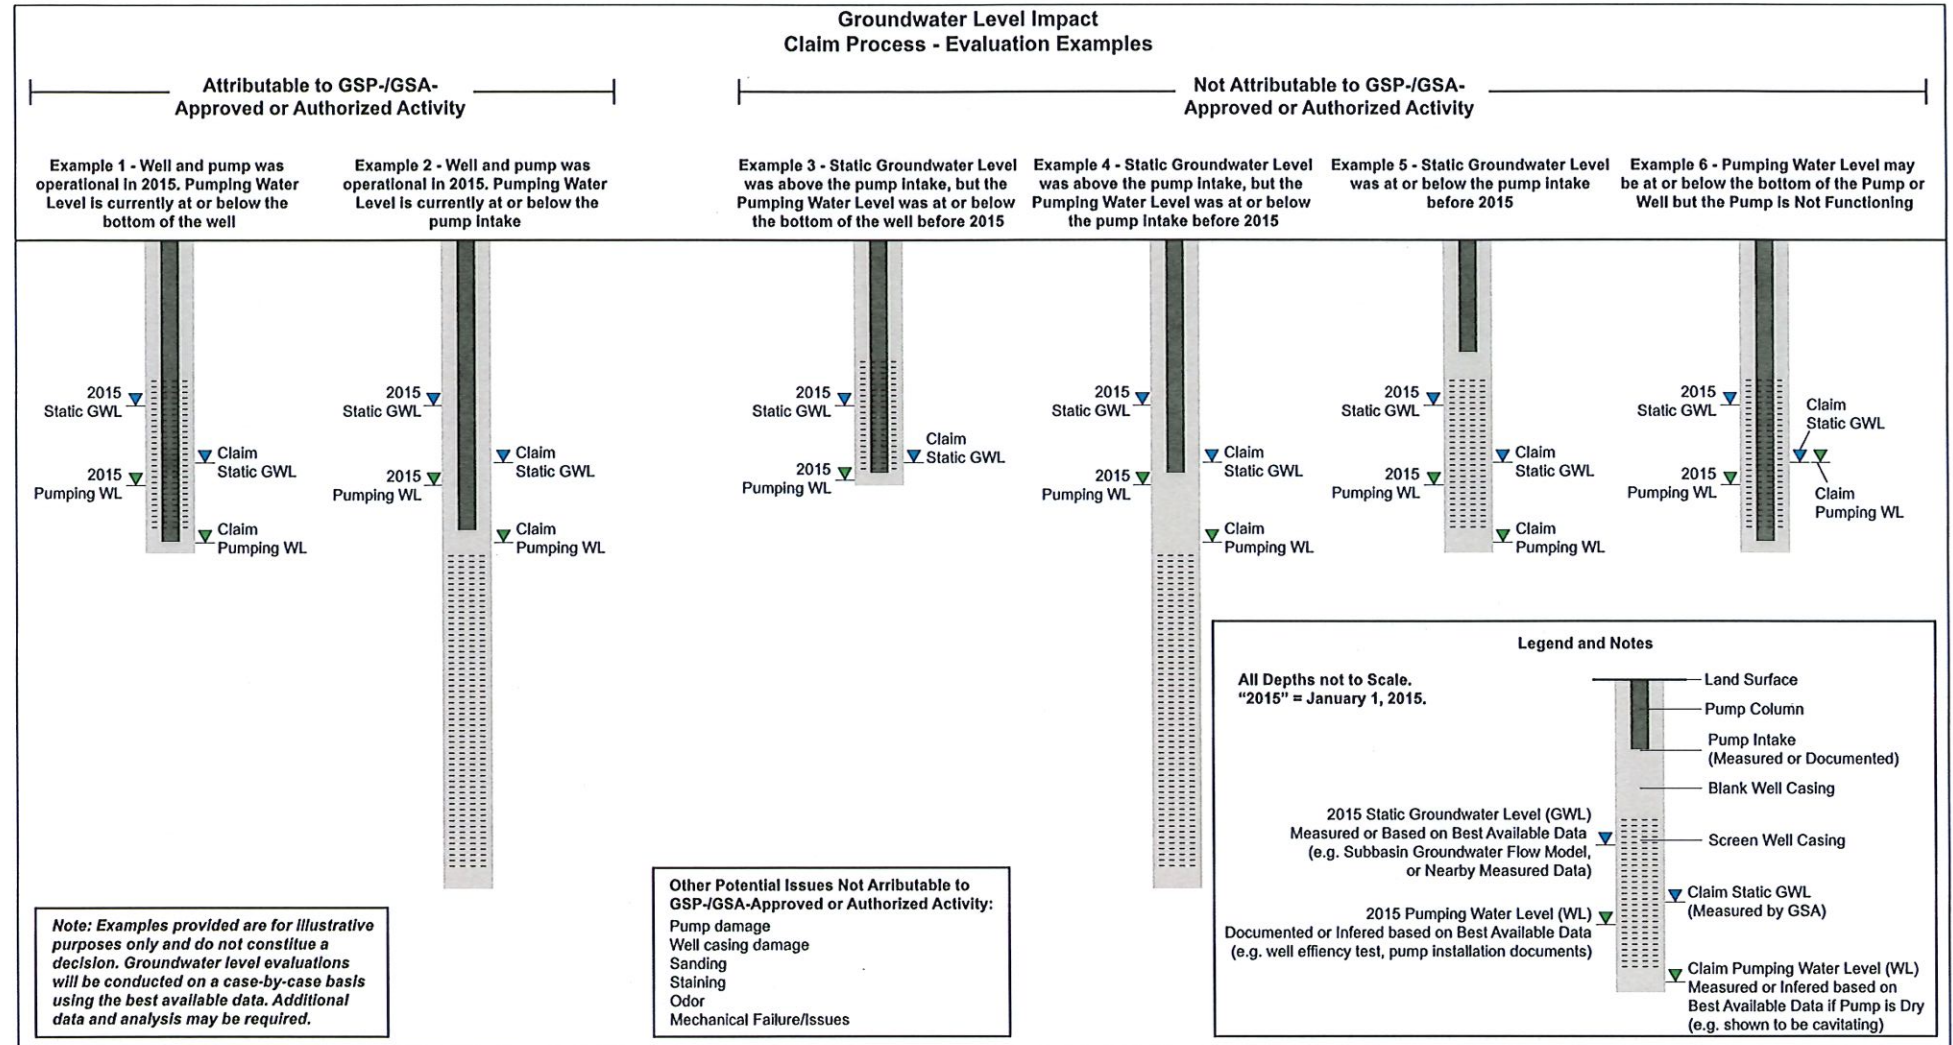 Groundwater Level Impact
Claim Process - Evaluation Examples
Attributable to GSP-/GSA-
Approved or Authorized Activity
Not Attributable to GSP-/GSA-
Approved or Authorized Activity
Example 1 - Well and pump was
operational in 2015. Pumping Water
Level is currently at or below the
bottom of the well
Example 2 - Well and pump was
operational in 2015. Pumping Water
Level is currently at or below the
pump intake
Example 3 - Static Groundwater Level
was above the pump intake, but the
Pumping Water Level was at or below
the bottom of the well before 2015
Example 4 - Static Groundwater Level
was above the pump intake, but the
Pumping Water Level was at or below
the pump intake before 2015
Example 5 - Static Groundwater Level
was at or below the pump intake
before 2015
Example 6 - Pumping Water Level may
be at or below the bottom of the Pump or
Well but the Pump is Not Functioning
2015
Static GWL
2015
Pumping WL
Claim
Static GWL
Claim
Pumping WL
2015
Static GWL
2015
Pumping WL
Claim
Static GWL
Claim
Pumping WL
2015
Static GWL
2015
Pumping WL
Claim
Static GWL
2015
Static GWL
2015
Pumping WL
Claim
Static GWL
Claim
Pumping WL
2015
Static GWL
2015
Pumping WL
Claim
Static GWL
Claim
Pumping WL
2015
Static GWL
2015
Pumping WL
Claim
Static GWL
Claim
Pumping WL
Note: Examples provided are for illustrative
purposes only and do not constitute a
decision. Groundwater level evaluations
will be conducted on a case-by-case basis
using the best available data. Additional
data and analysis may be required.
Other Potential Issues Not Arributable to
GSP-/GSA-Approved or Authorized Activity:
Pump damage
Well casing damage
Sanding
Staining
Odor
Mechanical Failure/Issues
Legend and Notes
All Depths not to Scale.
“2015” = January 1, 2015.
Land Surface
Pump Column
Pump Intake
(Measured or Documented)
Blank Well Casing
Screen Well Casing
2015 Static Groundwater Level (GWL)
Measured or Based on Best Available Data
(e.g. Subbasin Groundwater Flow Model,
or Nearby Measured Data)
Claim Static GWL
(Measured by GSA)
2015 Pumping Water Level (WL)
Documented or Infered based on Best Available Data
(e.g. well effiency test, pump installation documents)
Claim Pumping Water Level (WL)
Measured or Infered based on
Best Available Data if Pump is Dry
(e.g. shown to be cavitating)